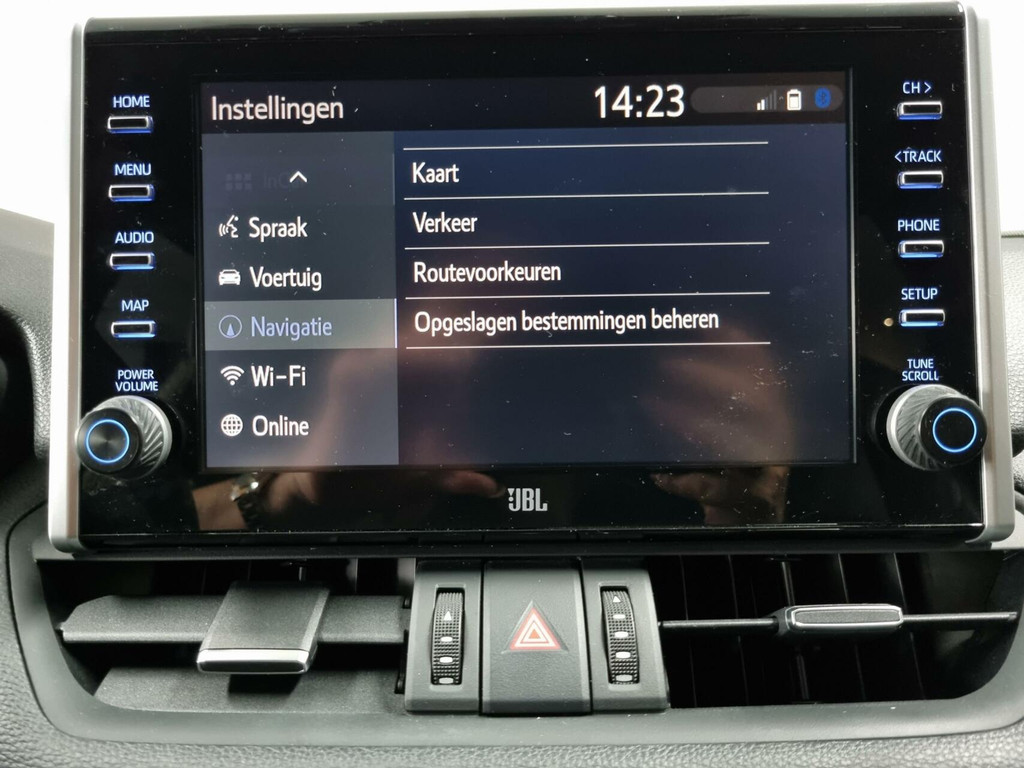 HOME
MENU
AUDIO
MAP
POWER
VOLUME
Instellingen
14:23
Spraak
Voertuig
Navigatie
Wi-Fi
Online
Kaart
Verkeer
Routevoorkeuren
Opgeslagen bestemmingen beheren
CH >
< TRACK
PHONE
SETUP
TUNE
SCROLL
JBL